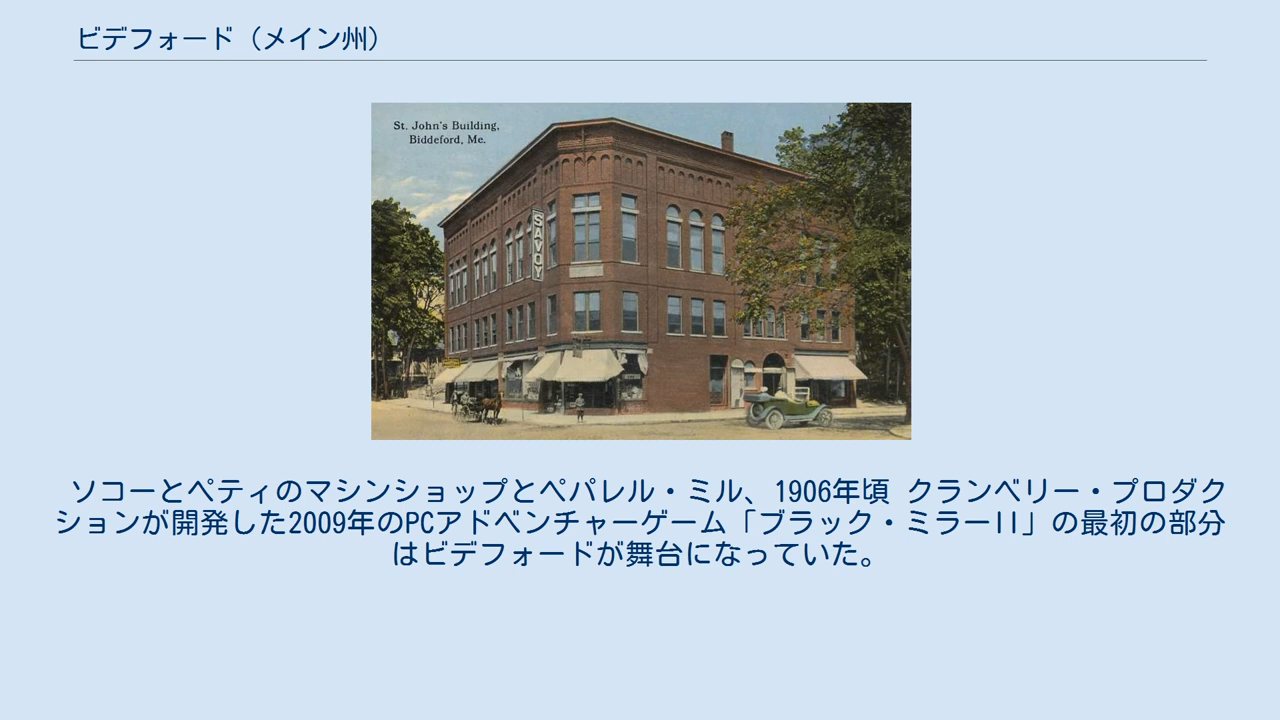 ビデフォード（メイン州）
St. John's Building,
Biddeford, Me.
SAVOY
ソコーとペティのマシンショップとペパレル・ミル、1906年頃 クランベリー・プロダク
ションが開発した2009年のPCアドベンチャーゲーム「ブラック・ミラーII」の最初の部分
はビデフォードが舞台になっていた。